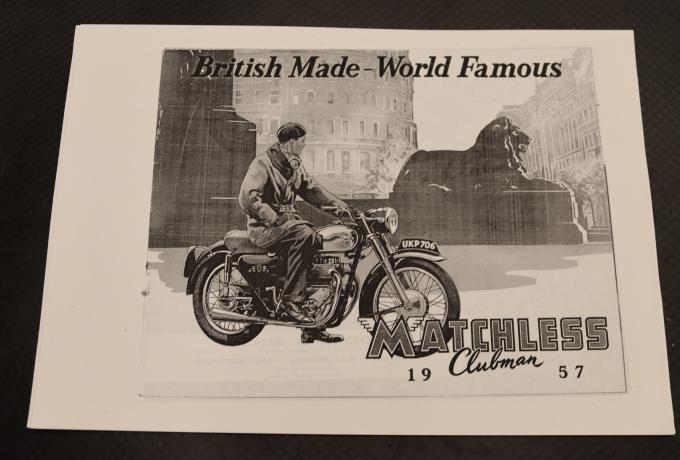 British Made-World Famous
UKP706
MATCHLESS
Clubman
19 57